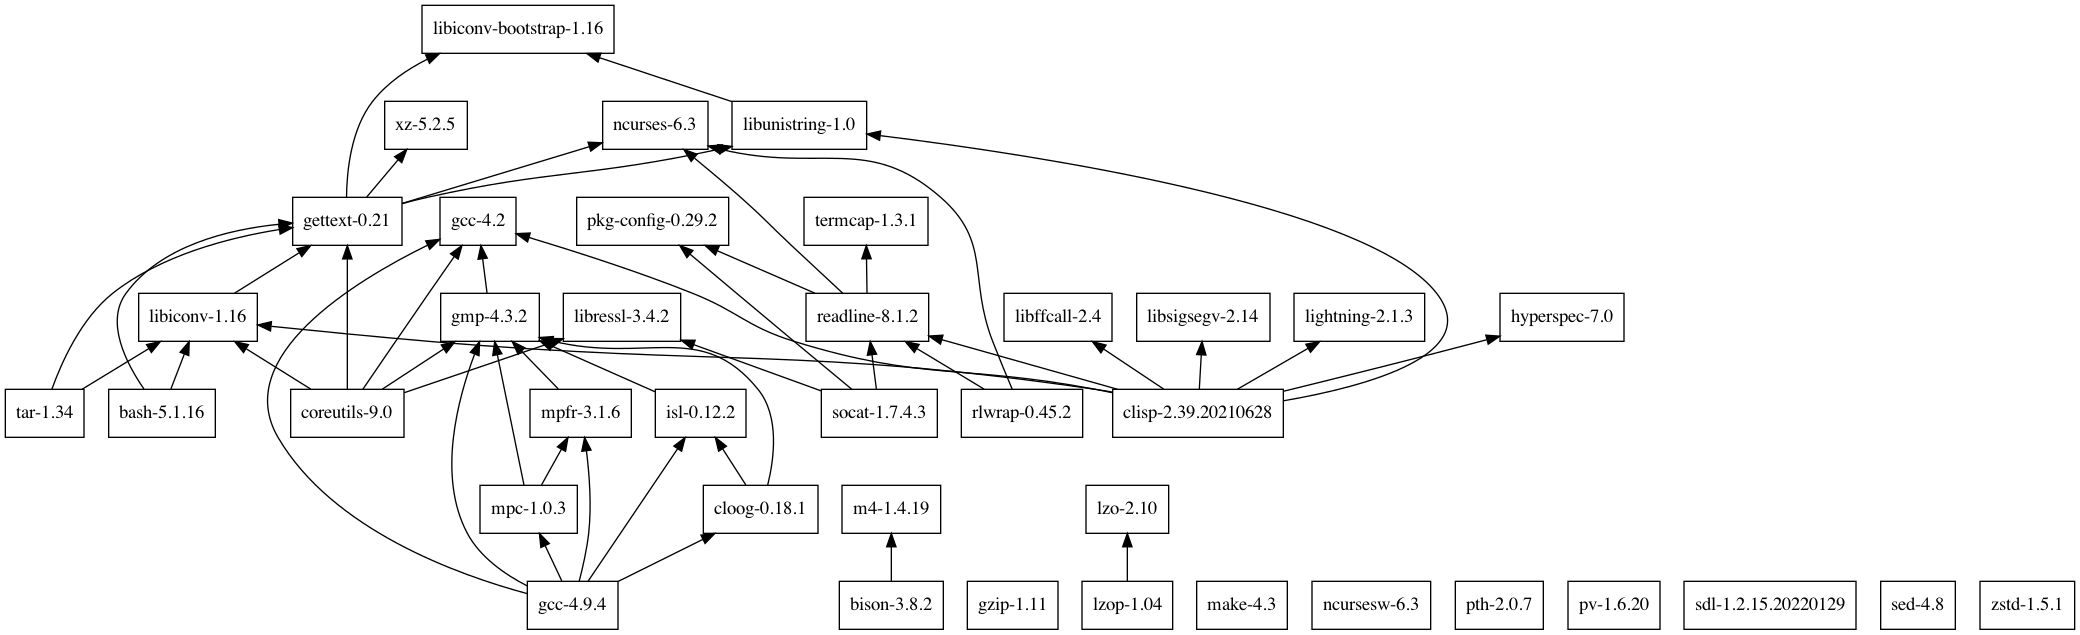 libiconv-bootstrap-1.16
xz-5.2.5
ncurses-6.3
libunistring-1.0
gettext-0.21
gcc-4.2
pkg-config-0.29.2
termcap-1.3.1
libiconv-1.16
gmp-4.3.2
libressl-3.4.2
readline-8.1.2
libffcall-2.4
libsigsegv-2.14
lightning-2.1.3
hyperspec-7.0
tar-1.34
bash-5.1.16
coreutils-9.0
mpfr-3.1.6
isl-0.12.2
socat-1.7.4.3
rlwrap-0.45.2
clisp-2.39.20210628
mpc-1.0.3
cloog-0.18.1
m4-1.4.19
lzo-2.10
gcc-4.9.4
bison-3.8.2
gzip-1.11
lzop-1.04
make-4.3
ncursesw-6.3
pth-2.0.7
pv-1.6.20
sdl-1.2.15.20220129
sed-4.8
zstd-1.5.1